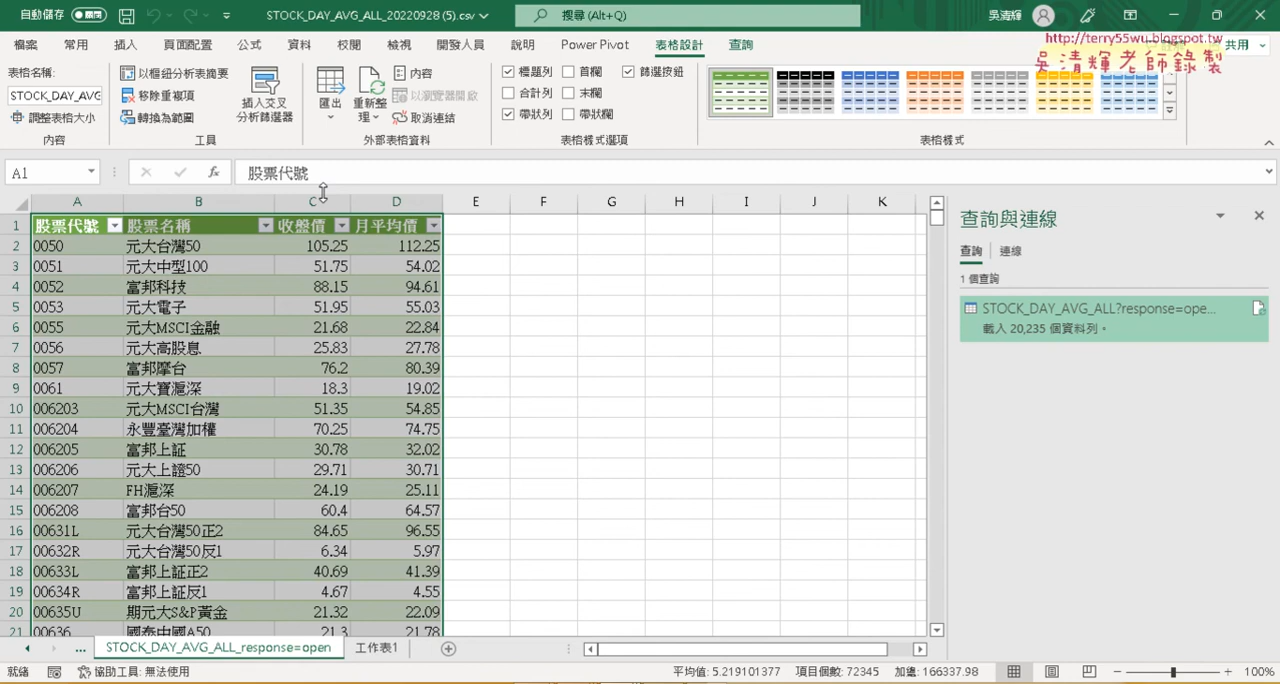 自動儲存
STOCK_DAY_AVG_ALL_20220928 (5).csv
搜尋 (Alt+Q)
吳清輝
http://terry55wu.blogspot.tw
吳清輝老師錄製
檔案 常用 插入 頁面配置 公式 資料 校閱 檢視 開發人員 說明 Power Pivot 表格設計 查詢 共用
表格名稱:
STOCK_DAY_AVG
調整表格大小
內容
以樞紐分析表摘要
移除重複項
轉換為範圍
插入交叉
分析篩選器
工具
匯出
重新整
理
內容
以瀏覽器開啟
取消連結
外部表格資料
標題列 首欄 篩選按鈕
合計列 末欄
帶狀列 帶狀欄
表格樣式選項
表格樣式
A1 fx 股票代號
A B C D E F G H I J K
1 股票代號 股票名稱 收盤價 月平均價
2 0050 元大台灣50 105.25 112.25
3 0051 元大中型100 51.75 54.02
4 0052 富邦科技 88.15 94.61
5 0053 元大電子 51.95 55.03
6 0055 元大MSCI金融 21.68 22.84
7 0056 元大高股息 25.83 27.78
8 0057 富邦摩台 76.2 80.39
9 0061 元大寶滬深 18.3 19.02
10 006203 元大MSCI台灣 51.35 54.85
11 006204 永豐臺灣加權 70.25 74.75
12 006205 富邦上証 30.78 32.02
13 006206 元大上證50 29.71 30.71
14 006207 FH滬深 24.19 25.11
15 006208 富邦台50 60.4 64.57
16 00631L 元大台灣50正2 84.65 96.55
17 00632R 元大台灣50反1 6.34 5.97
18 00633L 富邦上証正2 40.69 41.39
19 00634R 富邦上証反1 4.67 4.55
20 00635U 期元大S&P黃金 21.32 22.09
21 00636 國泰中國A50 21.3 21.78
查詢與連線
查詢 連線
1 個查詢
STOCK_DAY_AVG_ALL?response=ope...
載入 20,235 個資料列。
... STOCK_DAY_AVG_ALL_response=open 工作表1
就緒 協助工具: 無法使用 平均值: 5.219101377 項目個數: 72345 加總: 166337.98 100%